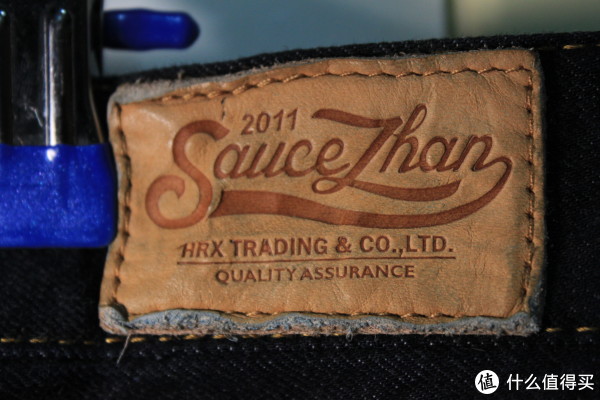 2011
SauceZhan
HRX TRADING & CO.,LTD.
QUALITY ASSURANCE
值 什么值得买